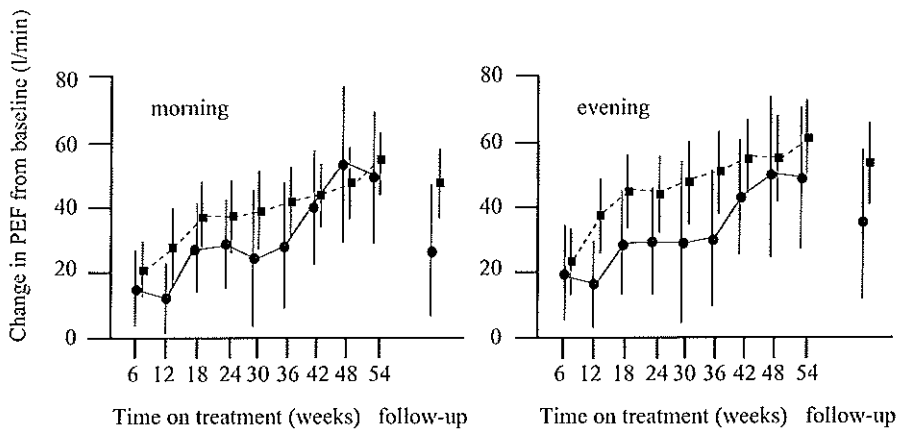 Change in PEF from baseline (l/min)
80
60
40
20
0
morning
6 12 18 24 30 36 42 48 54
Time on treatment (weeks) follow-up
80
60
40
20
0
evening
6 12 18 24 30 36 42 48 54
Time on treatment (weeks) follow-up